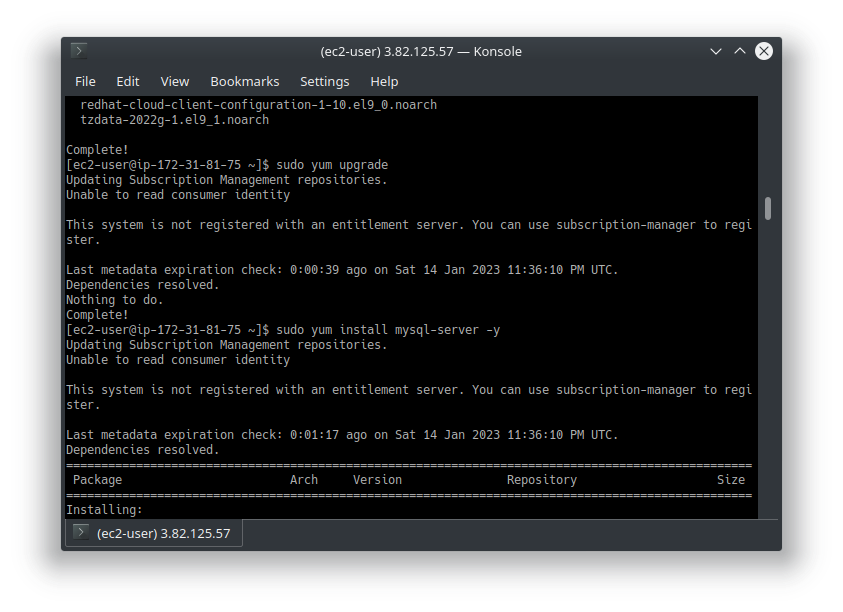 (ec2-user) 3.82.125.57 — Konsole
File Edit View Bookmarks Settings Help
redhat-cloud-client-configuration-1-10.el9_0.noarch
tzdata-2022g-1.el9_1.noarch
Complete!
[ec2-user@ip-172-31-81-75 ~]$ sudo yum upgrade
Updating Subscription Management repositories.
Unable to read consumer identity
This system is not registered with an entitlement server. You can use subscription-manager to regi
ster.
Last metadata expiration check: 0:00:39 ago on Sat 14 Jan 2023 11:36:10 PM UTC.
Dependencies resolved.
Nothing to do.
Complete!
[ec2-user@ip-172-31-81-75 ~]$ sudo yum install mysql-server -y
Updating Subscription Management repositories.
Unable to read consumer identity
This system is not registered with an entitlement server. You can use subscription-manager to regi
ster.
Last metadata expiration check: 0:01:17 ago on Sat 14 Jan 2023 11:36:10 PM UTC.
Dependencies resolved.
==================================================================================================
Package Arch Version Repository Size
==================================================================================================
Installing:
(ec2-user) 3.82.125.57